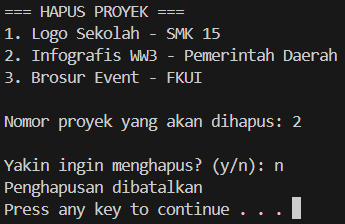 === HAPUS PROYEK ===
1. Logo Sekolah - SMK 15
2. Infografis WW3 - Pemerintah Daerah
3. Brosur Event - FKUI
Nomor proyek yang akan dihapus: 2
Yakin ingin menghapus? (y/n): n
Penghapusan dibatalkan
Press any key to continue . . .